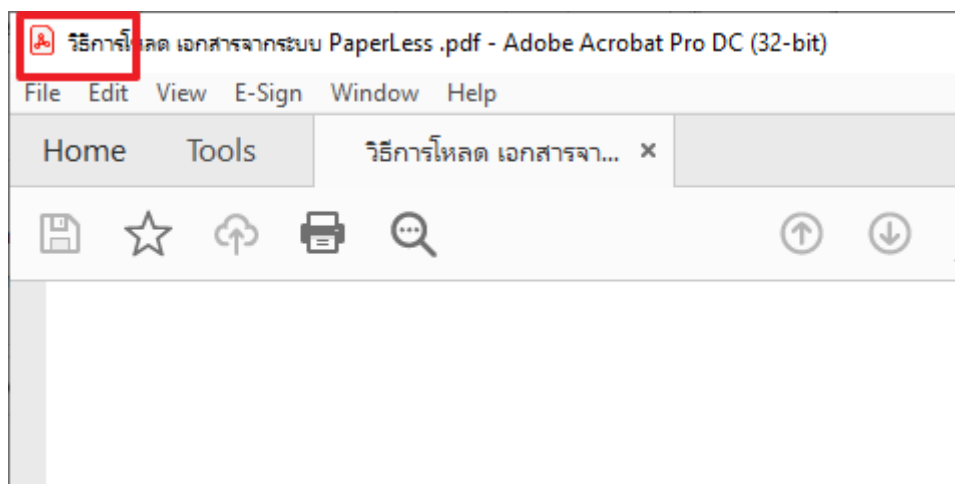 วิธีการโหลด เอกสารจากระบบ PaperLess .pdf - Adobe Acrobat Pro DC (32-bit)
File Edit View E-Sign Window Help
Home Tools วิธีการโหลด เอกสารจา... ×